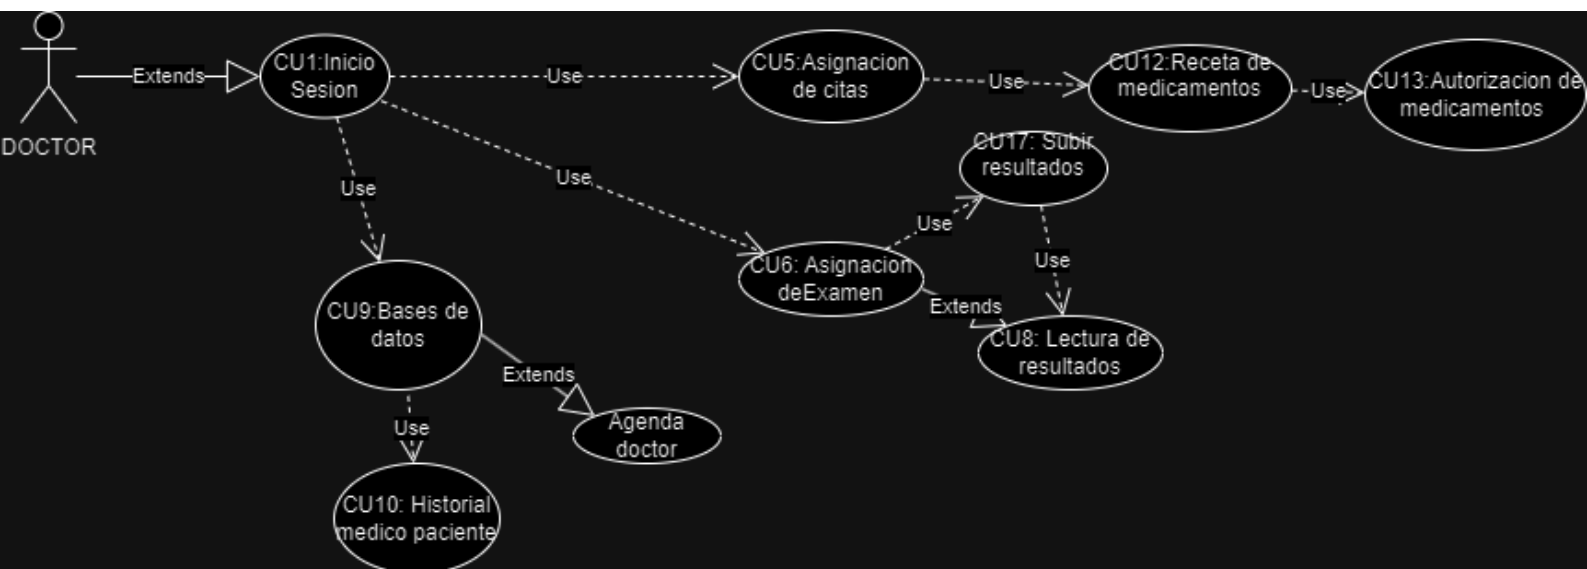 DOCTOR
Extends
CU1:Inicio
Sesion
Use
CU5:Asignacion
de citas
Use
CU12:Receta de
medicamentos
Use
CU13:Autorizacion de
medicamentos
Use
Use
CU17: Subir
resultados
Use
Use
CU6: Asignacion
deExamen
Extends
CU8: Lectura de
resultados
CU9:Bases de
datos
Extends
Agenda
doctor
Use
CU10: Historial
medico paciente